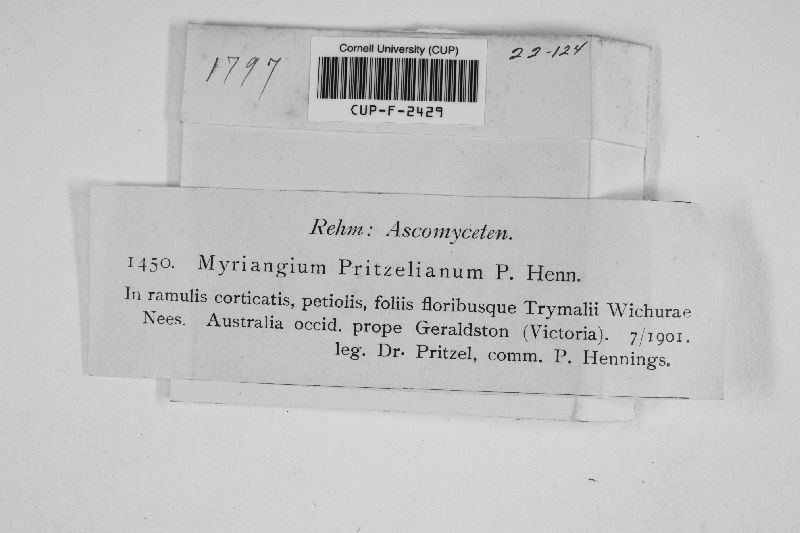 1797
Cornell University (CUP)
22-124
CUP-F-2429
Rehm: Ascomyceten.
1450. Myriangium Pritzelianum P. Henn.
In ramulis corticatis, petiolis, foliis floribusque Trymalii Wichurae
Nees. Australia occid. prope Geraldston (Victoria). 7/1901.
leg. Dr. Pritzel, comm. P. Hennings.